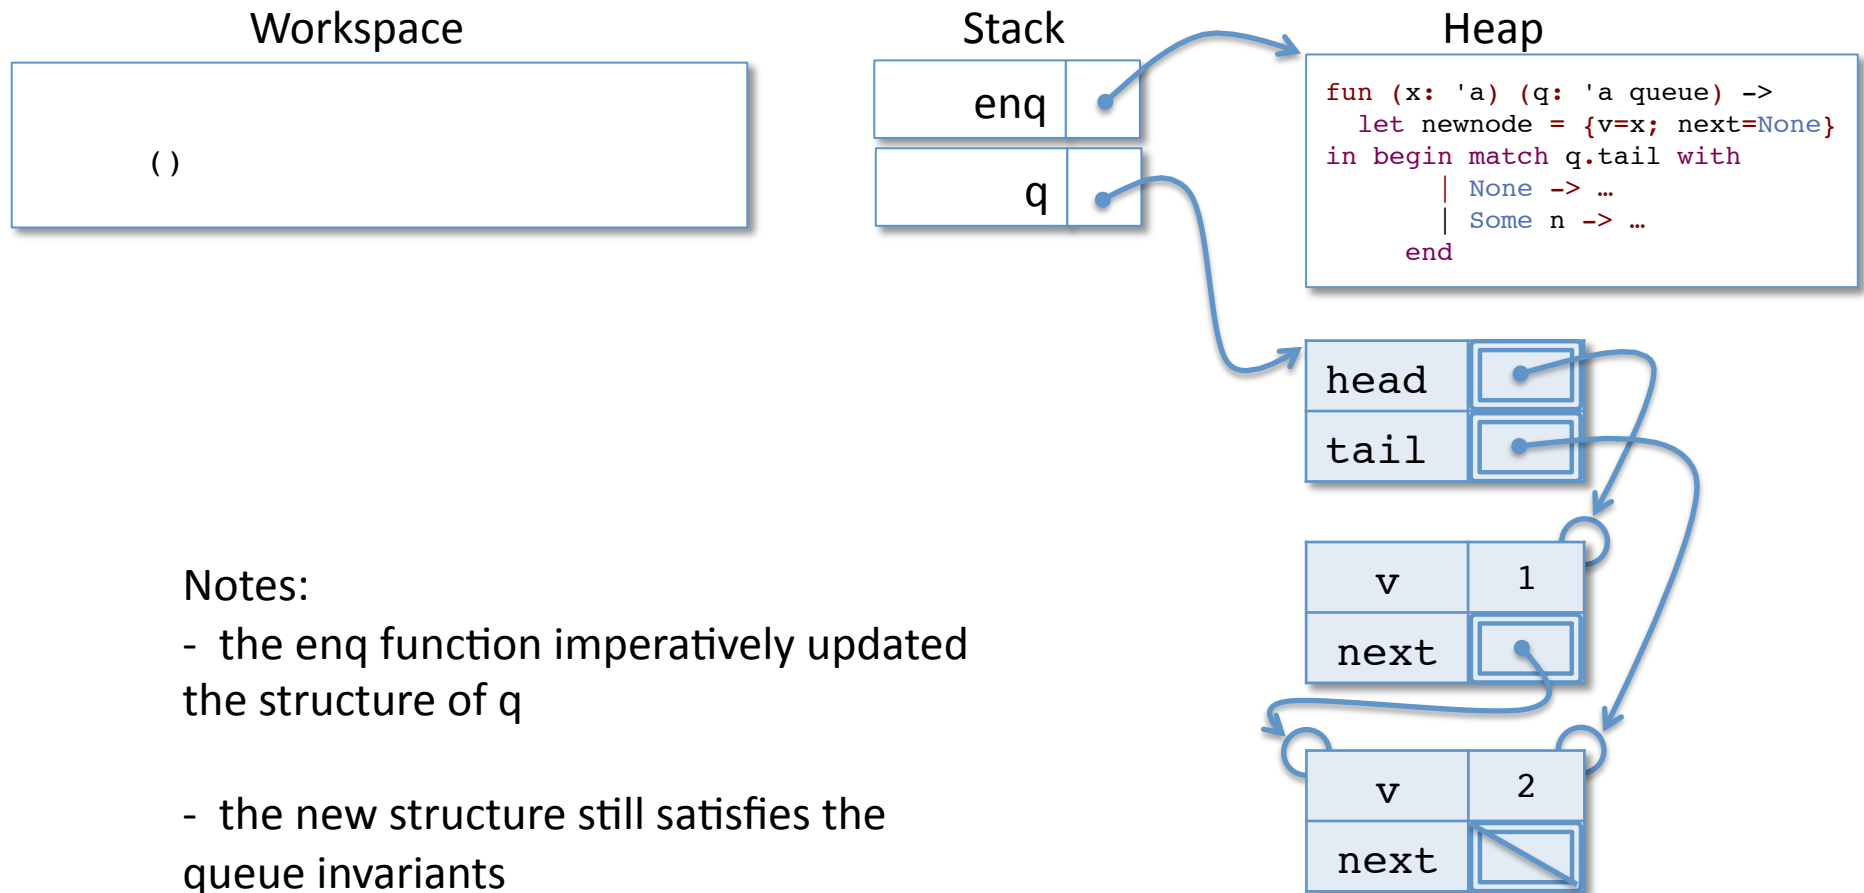 Workspace
Stack
Heap
()
enq
q
fun (x: 'a) (q: 'a queue) ->
let newnode = {v=x; next=None}
in begin match q.tail with
| None -> …
| Some n -> …
end
head
tail
v 1
next
v 2
next
Notes:
- the enq function imperatively updated
the structure of q
- the new structure still satisfies the
queue invariants